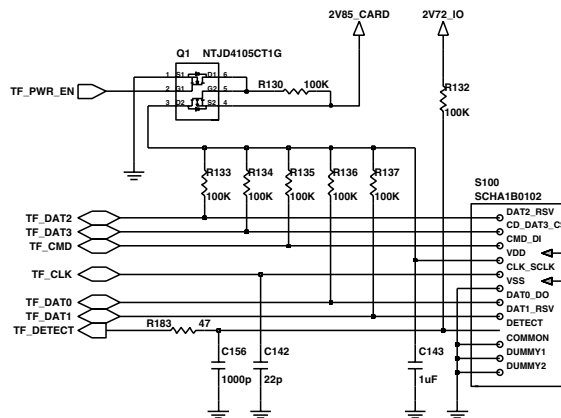 2V85_CARD 2V72_IO
Q1 NTJD4105CT1G
1 S1 D1 6
TF_PWR_EN 2 G1 G2 5
3 D2 S2 4
R130 100K
R132
100K
R133 R134 R135 R136 R137
100K 100K 100K 100K 100K
S100
SCHA1B0102
TF_DAT2 DAT2_RSV
TF_DAT3 CD_DAT3_CS
TF_CMD CMD_DI
VDD
TF_CLK CLK_SCLK
VSS
TF_DAT0 DAT0_DO
TF_DAT1 DAT1_RSV
TF_DETECT R183 47 DETECT
COMMON
DUMMY1
DUMMY2
C156 C142 C143
1000p 22p 1uF